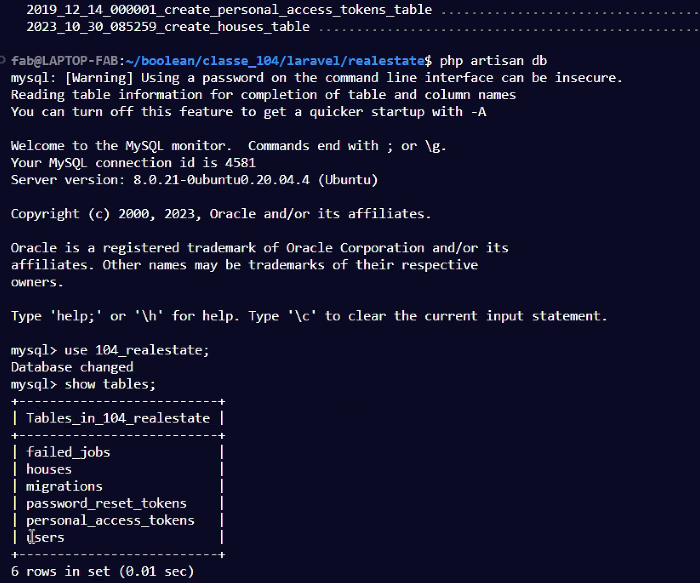 2019_12_14_000001_create_personal_access_tokens_table ......................
2023_10_30_085259_create_houses_table ......................................
fab@LAPTOP-FAB:~/boolean/classe_104/laravel/realestate$ php artisan db
mysql: [Warning] Using a password on the command line interface can be insecure.
Reading table information for completion of table and column names
You can turn off this feature to get a quicker startup with -A
Welcome to the MySQL monitor.  Commands end with ; or \g.
Your MySQL connection id is 4581
Server version: 8.0.21-0ubuntu0.20.04.4 (Ubuntu)
Copyright (c) 2000, 2023, Oracle and/or its affiliates.
Oracle is a registered trademark of Oracle Corporation and/or its
affiliates. Other names may be trademarks of their respective
owners.
Type 'help;' or '\h' for help. Type '\c' to clear the current input statement.
mysql> use 104_realestate;
Database changed
mysql> show tables;
+--------------------------+
| Tables_in_104_realestate |
+--------------------------+
| failed_jobs              |
| houses                   |
| migrations               |
| password_reset_tokens    |
| personal_access_tokens   |
| users                    |
+--------------------------+
6 rows in set (0.01 sec)